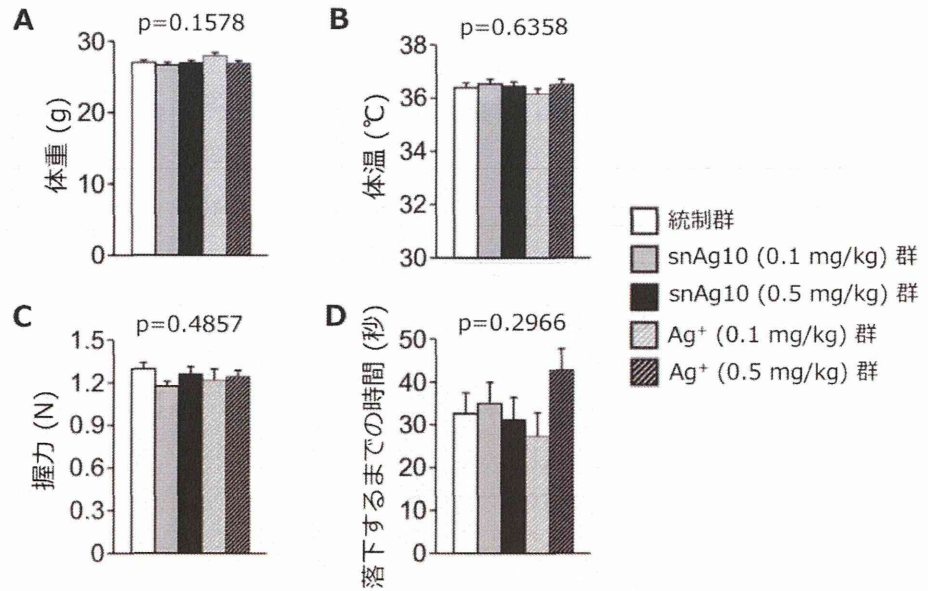 A
p=0.1578
体重 (g)
30
20
10
0
B
p=0.6358
体温 (℃)
38
36
34
32
30
統制群
snAg10 (0.1 mg/kg) 群
snAg10 (0.5 mg/kg) 群
Ag⁺ (0.1 mg/kg) 群
Ag⁺ (0.5 mg/kg) 群
C
p=0.4857
握力 (N)
1.5
1.2
0.9
0.6
0.3
0
D
p=0.2966
落下するまでの時間 (秒)
50
40
30
20
10
0